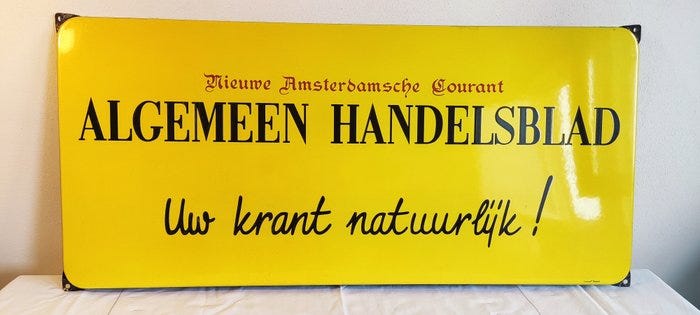 Nieuwe Amsterdamsche Courant
ALGEMEEN HANDELSBLAD
Uw krant natuurlijk!